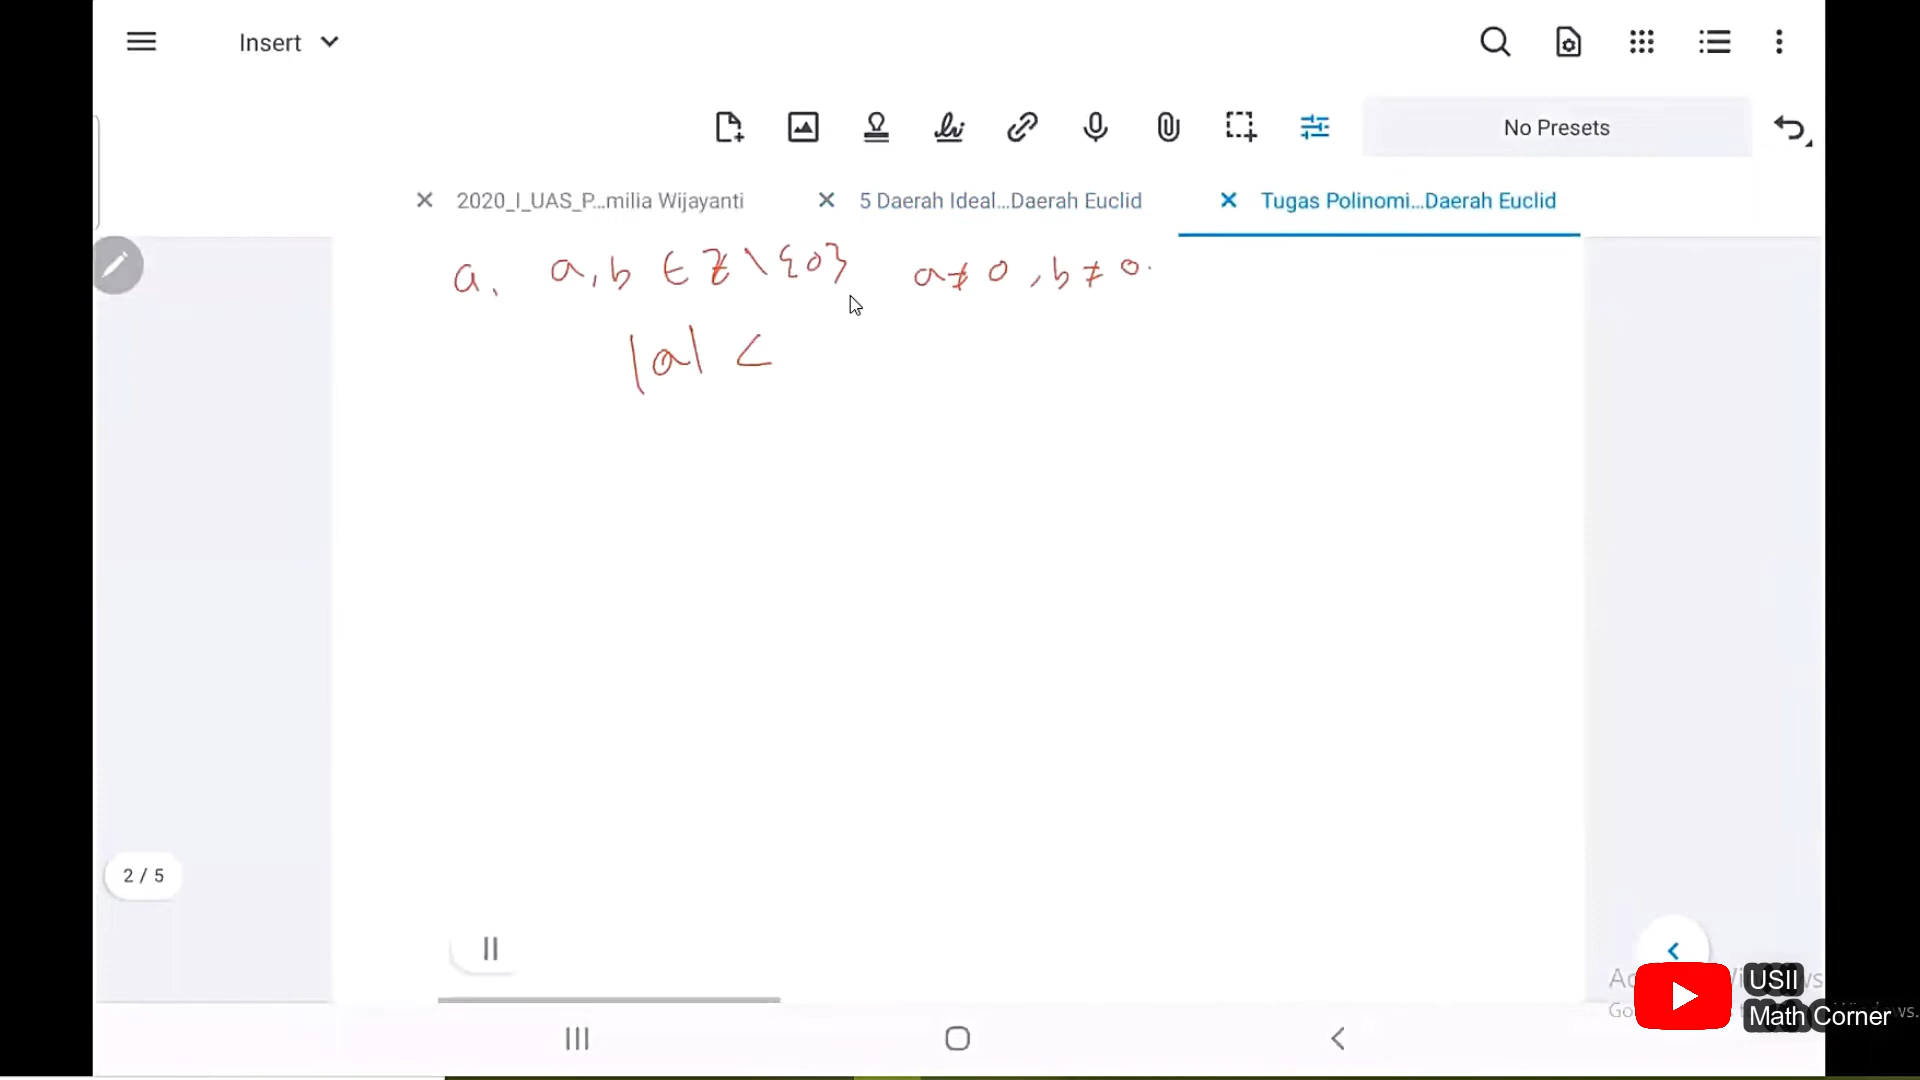 Insert
No Presets
2020_I_UAS_P...milia Wijayanti
5 Daerah Ideal...Daerah Euclid
Tugas Polinomi...Daerah Euclid
a. a, b ∈ ℤ \ {0} a ≠ 0, b ≠ 0.
|a| <
2 / 5
USII
Math Corner